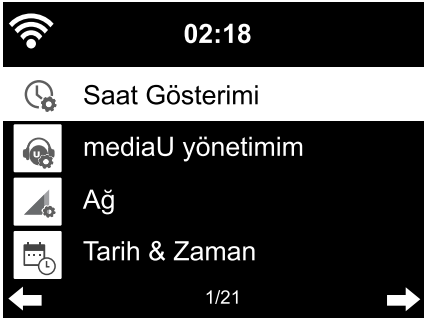 02:18
Saat Gösterimi
mediaU yönetimim
Ağ
Tarih & Zaman
1/21